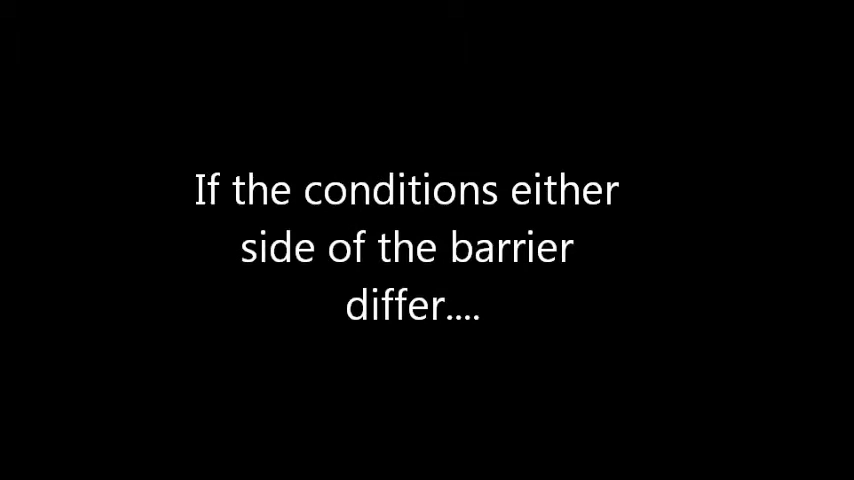 If the conditions either
side of the barrier
differ....